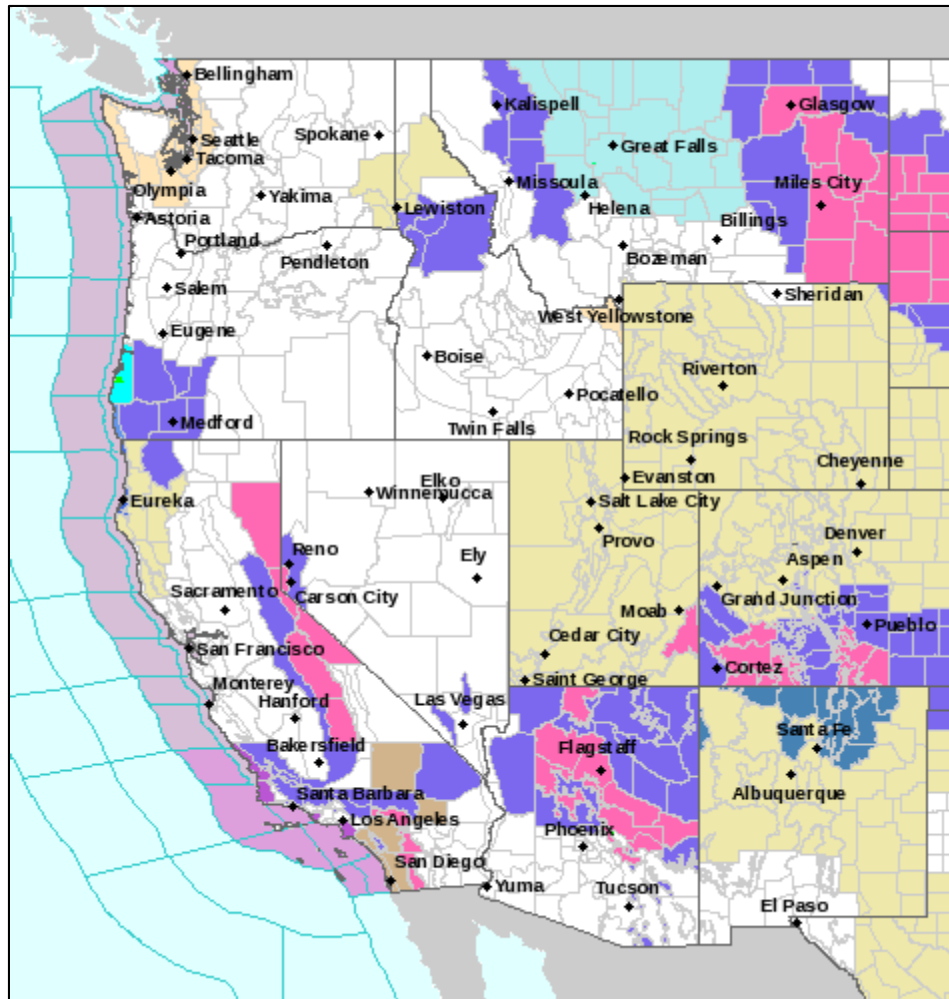 Bellingham
Kalispell
Glasgow
Seattle
Spokane
Great Falls
Tacoma
Olympia
Yakima
Missoula
Miles City
Helena
Lewiston
Astoria
Billings
Portland
Pendleton
Bozeman
Salem
Sheridan
West Yellowstone
Eugene
Boise
Riverton
Pocatello
Medford
Twin Falls
Rock Springs
Cheyenne
Evanston
Elko
Winnemucca
Eureka
Salt Lake City
Provo
Denver
Reno
Ely
Aspen
Sacramento
Carson City
Grand Junction
Moab
Pueblo
Cedar City
San Francisco
Cortez
Saint George
Monterey
Hanford
Las Vegas
Santa Fe
Bakersfield
Flagstaff
Albuquerque
Santa Barbara
Los Angeles
Phoenix
San Diego
Yuma
Tucson
El Paso